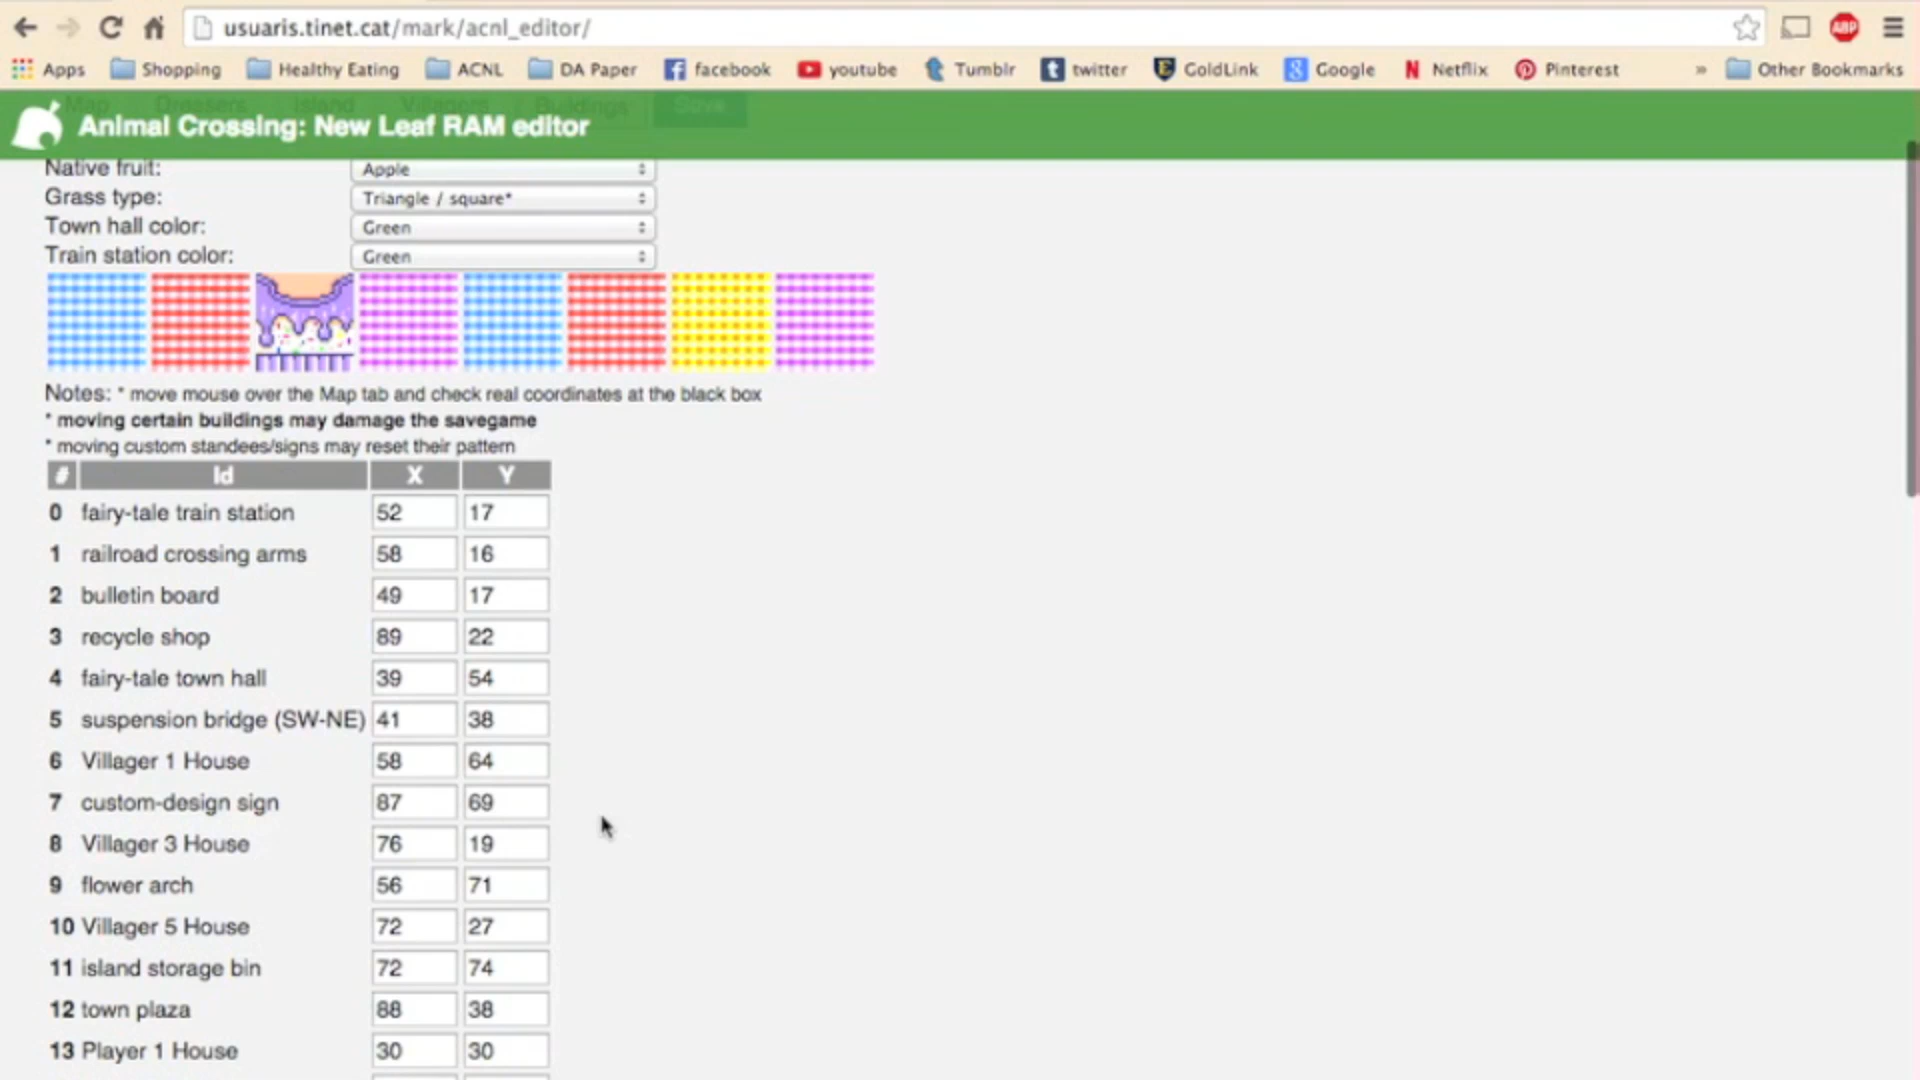 usuaris.tinet.cat/mark/acnl_editor/
Apps Shopping Healthy Eating ACNL DA Paper facebook youtube Tumblr twitter GoldLink Google Netflix Pinterest » Other Bookmarks
ABP
Map Dressers Island Villagers Buildings Save
Animal Crossing: New Leaf RAM editor
Native fruit: Apple
Grass type: Triangle / square*
Town hall color: Green
Train station color: Green
Notes: * move mouse over the Map tab and check real coordinates at the black box
* moving certain buildings may damage the savegame
* moving custom standees/signs may reset their pattern
# Id X Y
0 fairy-tale train station 52 17
1 railroad crossing arms 58 16
2 bulletin board 49 17
3 recycle shop 89 22
4 fairy-tale town hall 39 54
5 suspension bridge (SW-NE) 41 38
6 Villager 1 House 58 64
7 custom-design sign 87 69
8 Villager 3 House 76 19
9 flower arch 56 71
10 Villager 5 House 72 27
11 island storage bin 72 74
12 town plaza 88 38
13 Player 1 House 30 30